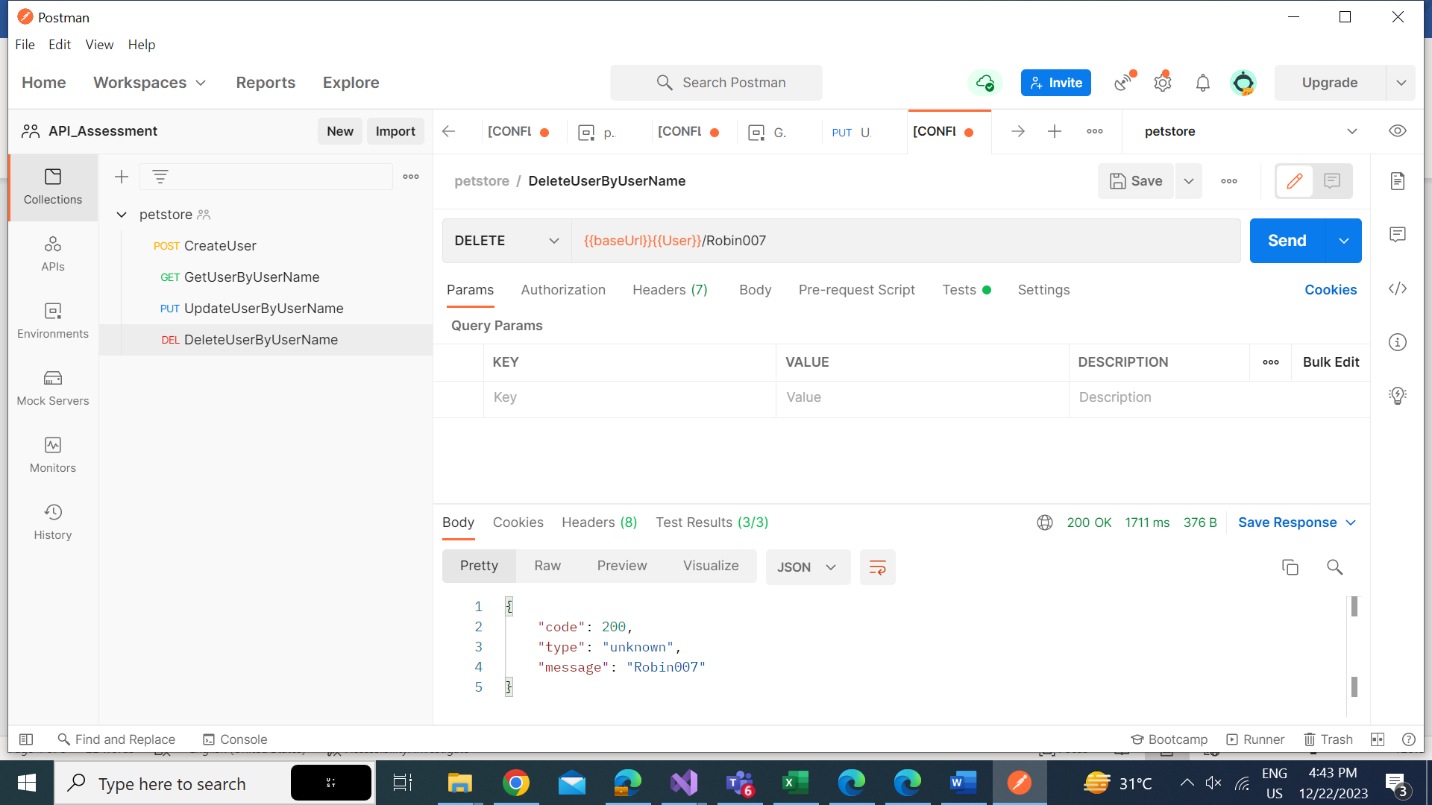 Postman
File Edit View Help
Home Workspaces Reports Explore Search Postman Invite Upgrade
API_Assessment New Import [CONFL p. [CONFL G. PUT U. [CONFI petstore
Collections
APIs
Environments
Mock Servers
Monitors
History
petstore
POST CreateUser
GET GetUserByUserName
PUT UpdateUserByUserName
DEL DeleteUserByUserName
petstore / DeleteUserByUserName Save
DELETE {{baseUrl}}{{User}}/Robin007 Send
Params Authorization Headers (7) Body Pre-request Script Tests Settings Cookies
Query Params
KEY VALUE DESCRIPTION Bulk Edit
Key Value Description
Body Cookies Headers (8) Test Results (3/3) 200 OK 1711 ms 376 B Save Response
Pretty Raw Preview Visualize JSON
1 {
2 "code": 200,
3 "type": "unknown",
4 "message": "Robin007"
5 }
Find and Replace Console Bootcamp Runner Trash
Type here to search 6 31°C ENG US 4:43 PM 12/22/2023 3